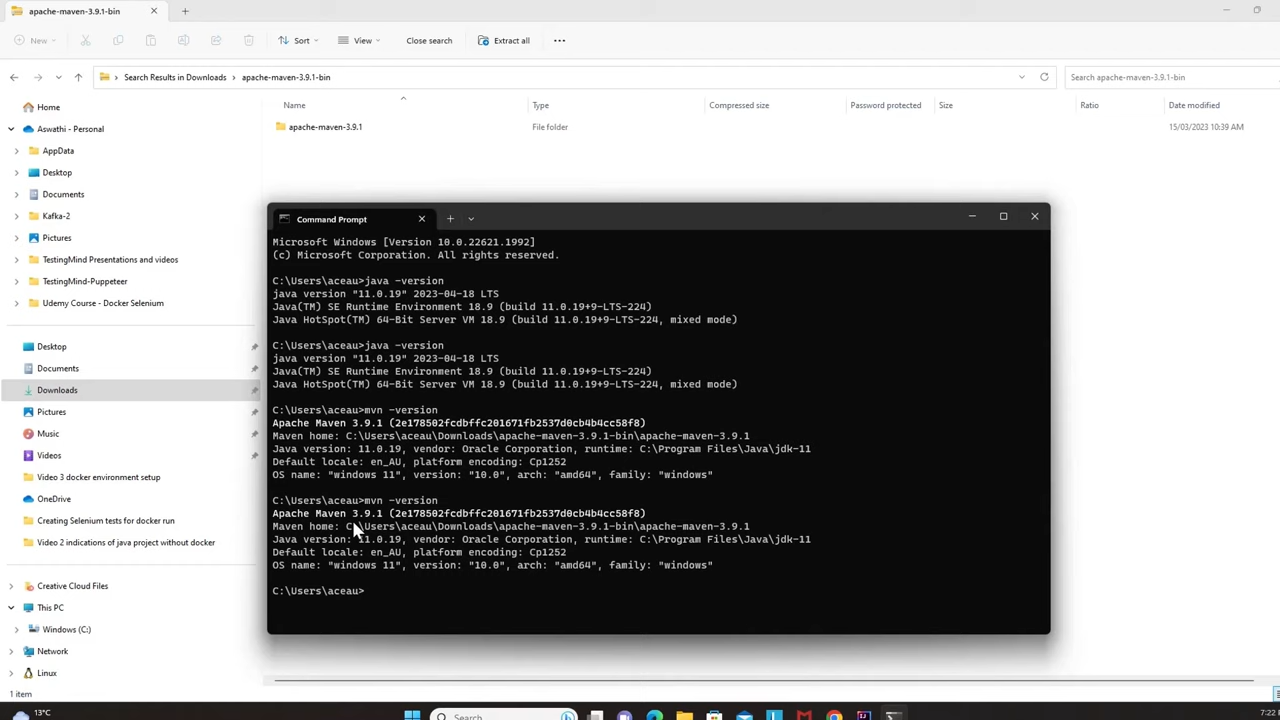 apache-maven-3.9.1-bin
New
Sort
View
Close search
Extract all
Search Results in Downloads > apache-maven-3.9.1-bin
Search apache-maven-3.9.1-bin
Name Type Compressed size Password protected Size Ratio Date modified
apache-maven-3.9.1 File folder 15/03/2023 10:39 AM
Home
Aswathi - Personal
AppData
Desktop
Documents
Kafka-2
Pictures
TestingMind Presentations and videos
TestingMind-Puppeteer
Udemy Course - Docker Selenium
Desktop
Documents
Downloads
Pictures
Music
Videos
Video 3 docker environment setup
OneDrive
Creating Selenium tests for docker run
Video 2 indications of java project without docker
Creative Cloud Files
This PC
Windows (C:)
Network
Linux
1 item
Command Prompt
Microsoft Windows [Version 10.0.22621.1992]
(c) Microsoft Corporation. All rights reserved.
C:\Users\aceau>java -version
java version "11.0.19" 2023-04-18 LTS
Java(TM) SE Runtime Environment 18.9 (build 11.0.19+9-LTS-224)
Java HotSpot(TM) 64-Bit Server VM 18.9 (build 11.0.19+9-LTS-224, mixed mode)
C:\Users\aceau>java -version
java version "11.0.19" 2023-04-18 LTS
Java(TM) SE Runtime Environment 18.9 (build 11.0.19+9-LTS-224)
Java HotSpot(TM) 64-Bit Server VM 18.9 (build 11.0.19+9-LTS-224, mixed mode)
C:\Users\aceau>mvn -version
Apache Maven 3.9.1 (2e178502fcdbffc201671fb2537d0cb4b4cc58f8)
Maven home: C:\Users\aceau\Downloads\apache-maven-3.9.1-bin\apache-maven-3.9.1
Java version: 11.0.19, vendor: Oracle Corporation, runtime: C:\Program Files\Java\jdk-11
Default locale: en_AU, platform encoding: Cp1252
OS name: "windows 11", version: "10.0", arch: "amd64", family: "windows"
C:\Users\aceau>mvn -version
Apache Maven 3.9.1 (2e178502fcdbffc201671fb2537d0cb4b4cc58f8)
Maven home: C:\Users\aceau\Downloads\apache-maven-3.9.1-bin\apache-maven-3.9.1
Java version: 11.0.19, vendor: Oracle Corporation, runtime: C:\Program Files\Java\jdk-11
Default locale: en_AU, platform encoding: Cp1252
OS name: "windows 11", version: "10.0", arch: "amd64", family: "windows"
C:\Users\aceau>
13°C
Search
7:22